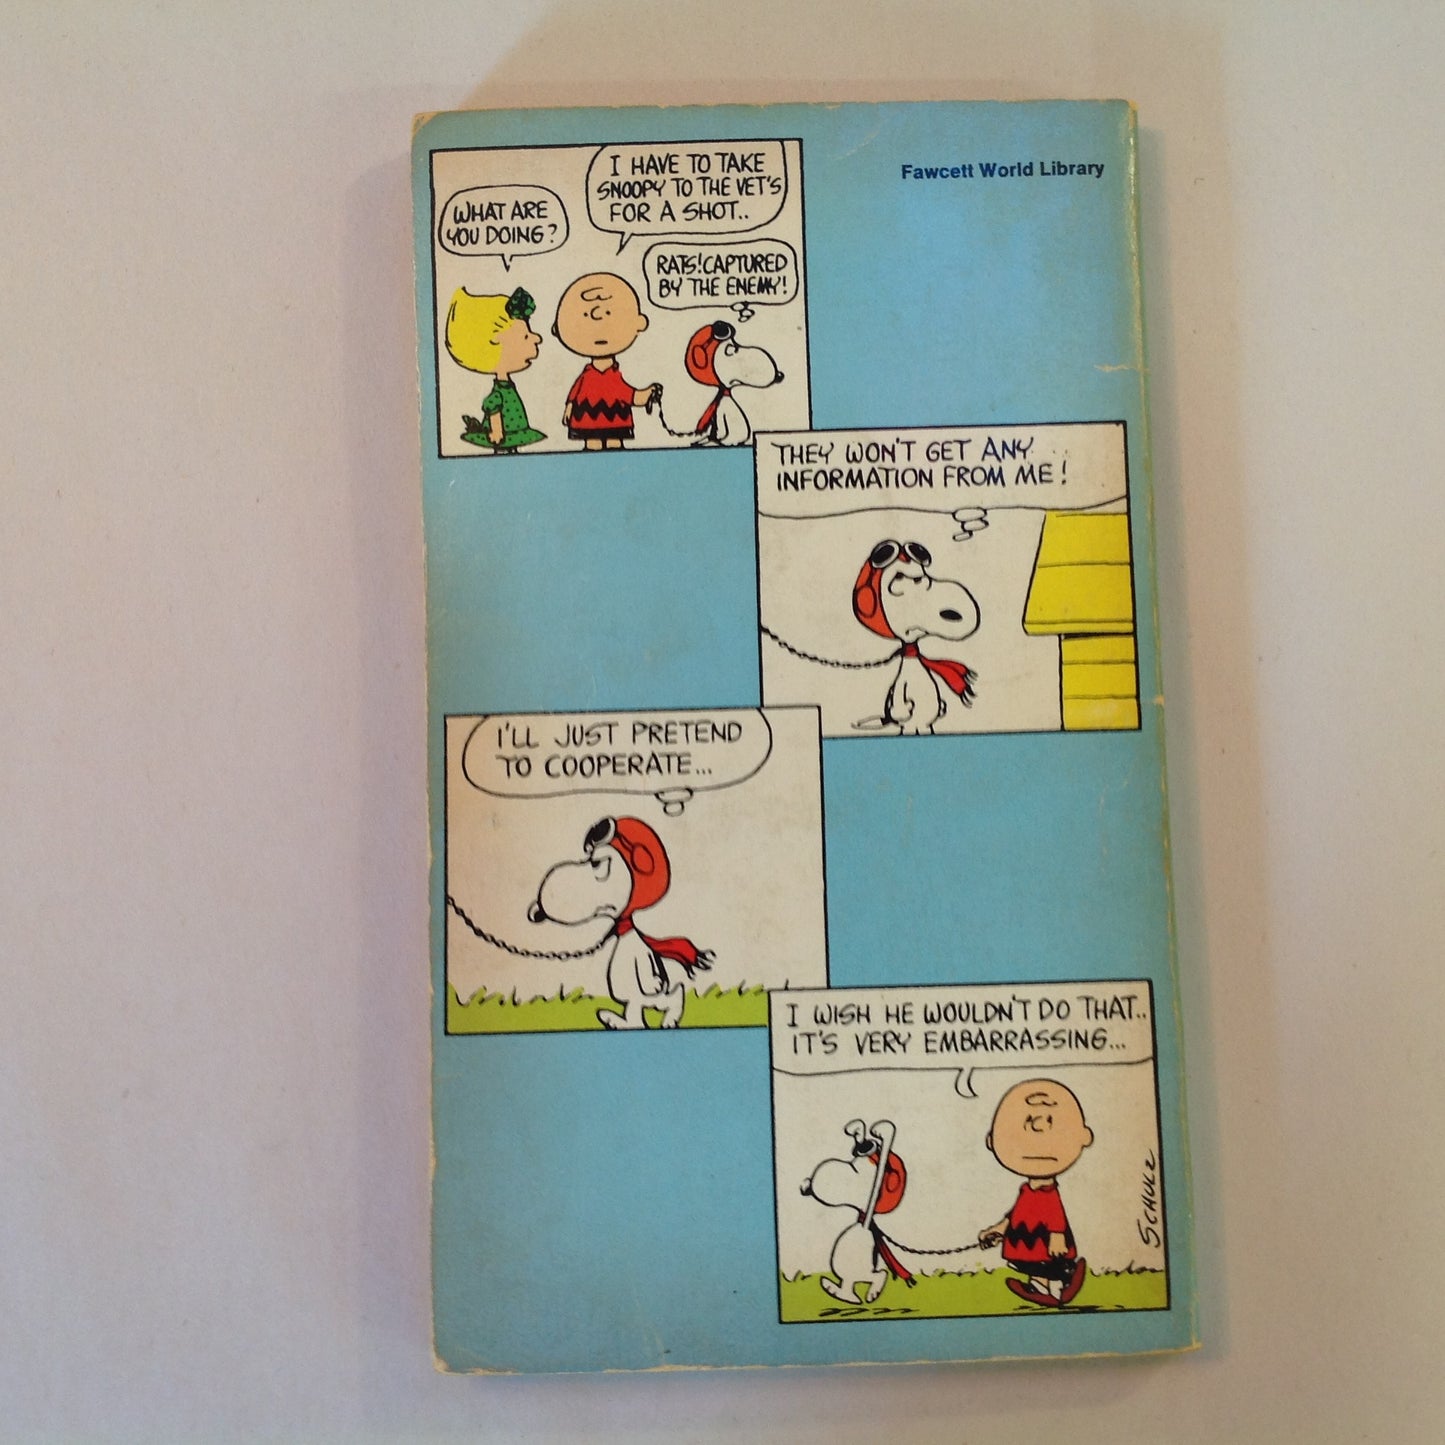 Fawcett World Library
WHAT ARE
YOU DOING?
I HAVE TO TAKE
SNOOPY TO THE VET'S
FOR A SHOT..
RATS! CAPTURED
BY THE ENEMY!
THEY WON'T GET ANY
INFORMATION FROM ME!
I'LL JUST PRETEND
TO COOPERATE...
I WISH HE WOULDN'T DO THAT..
IT'S VERY EMBARRASSING...
SCHULZ